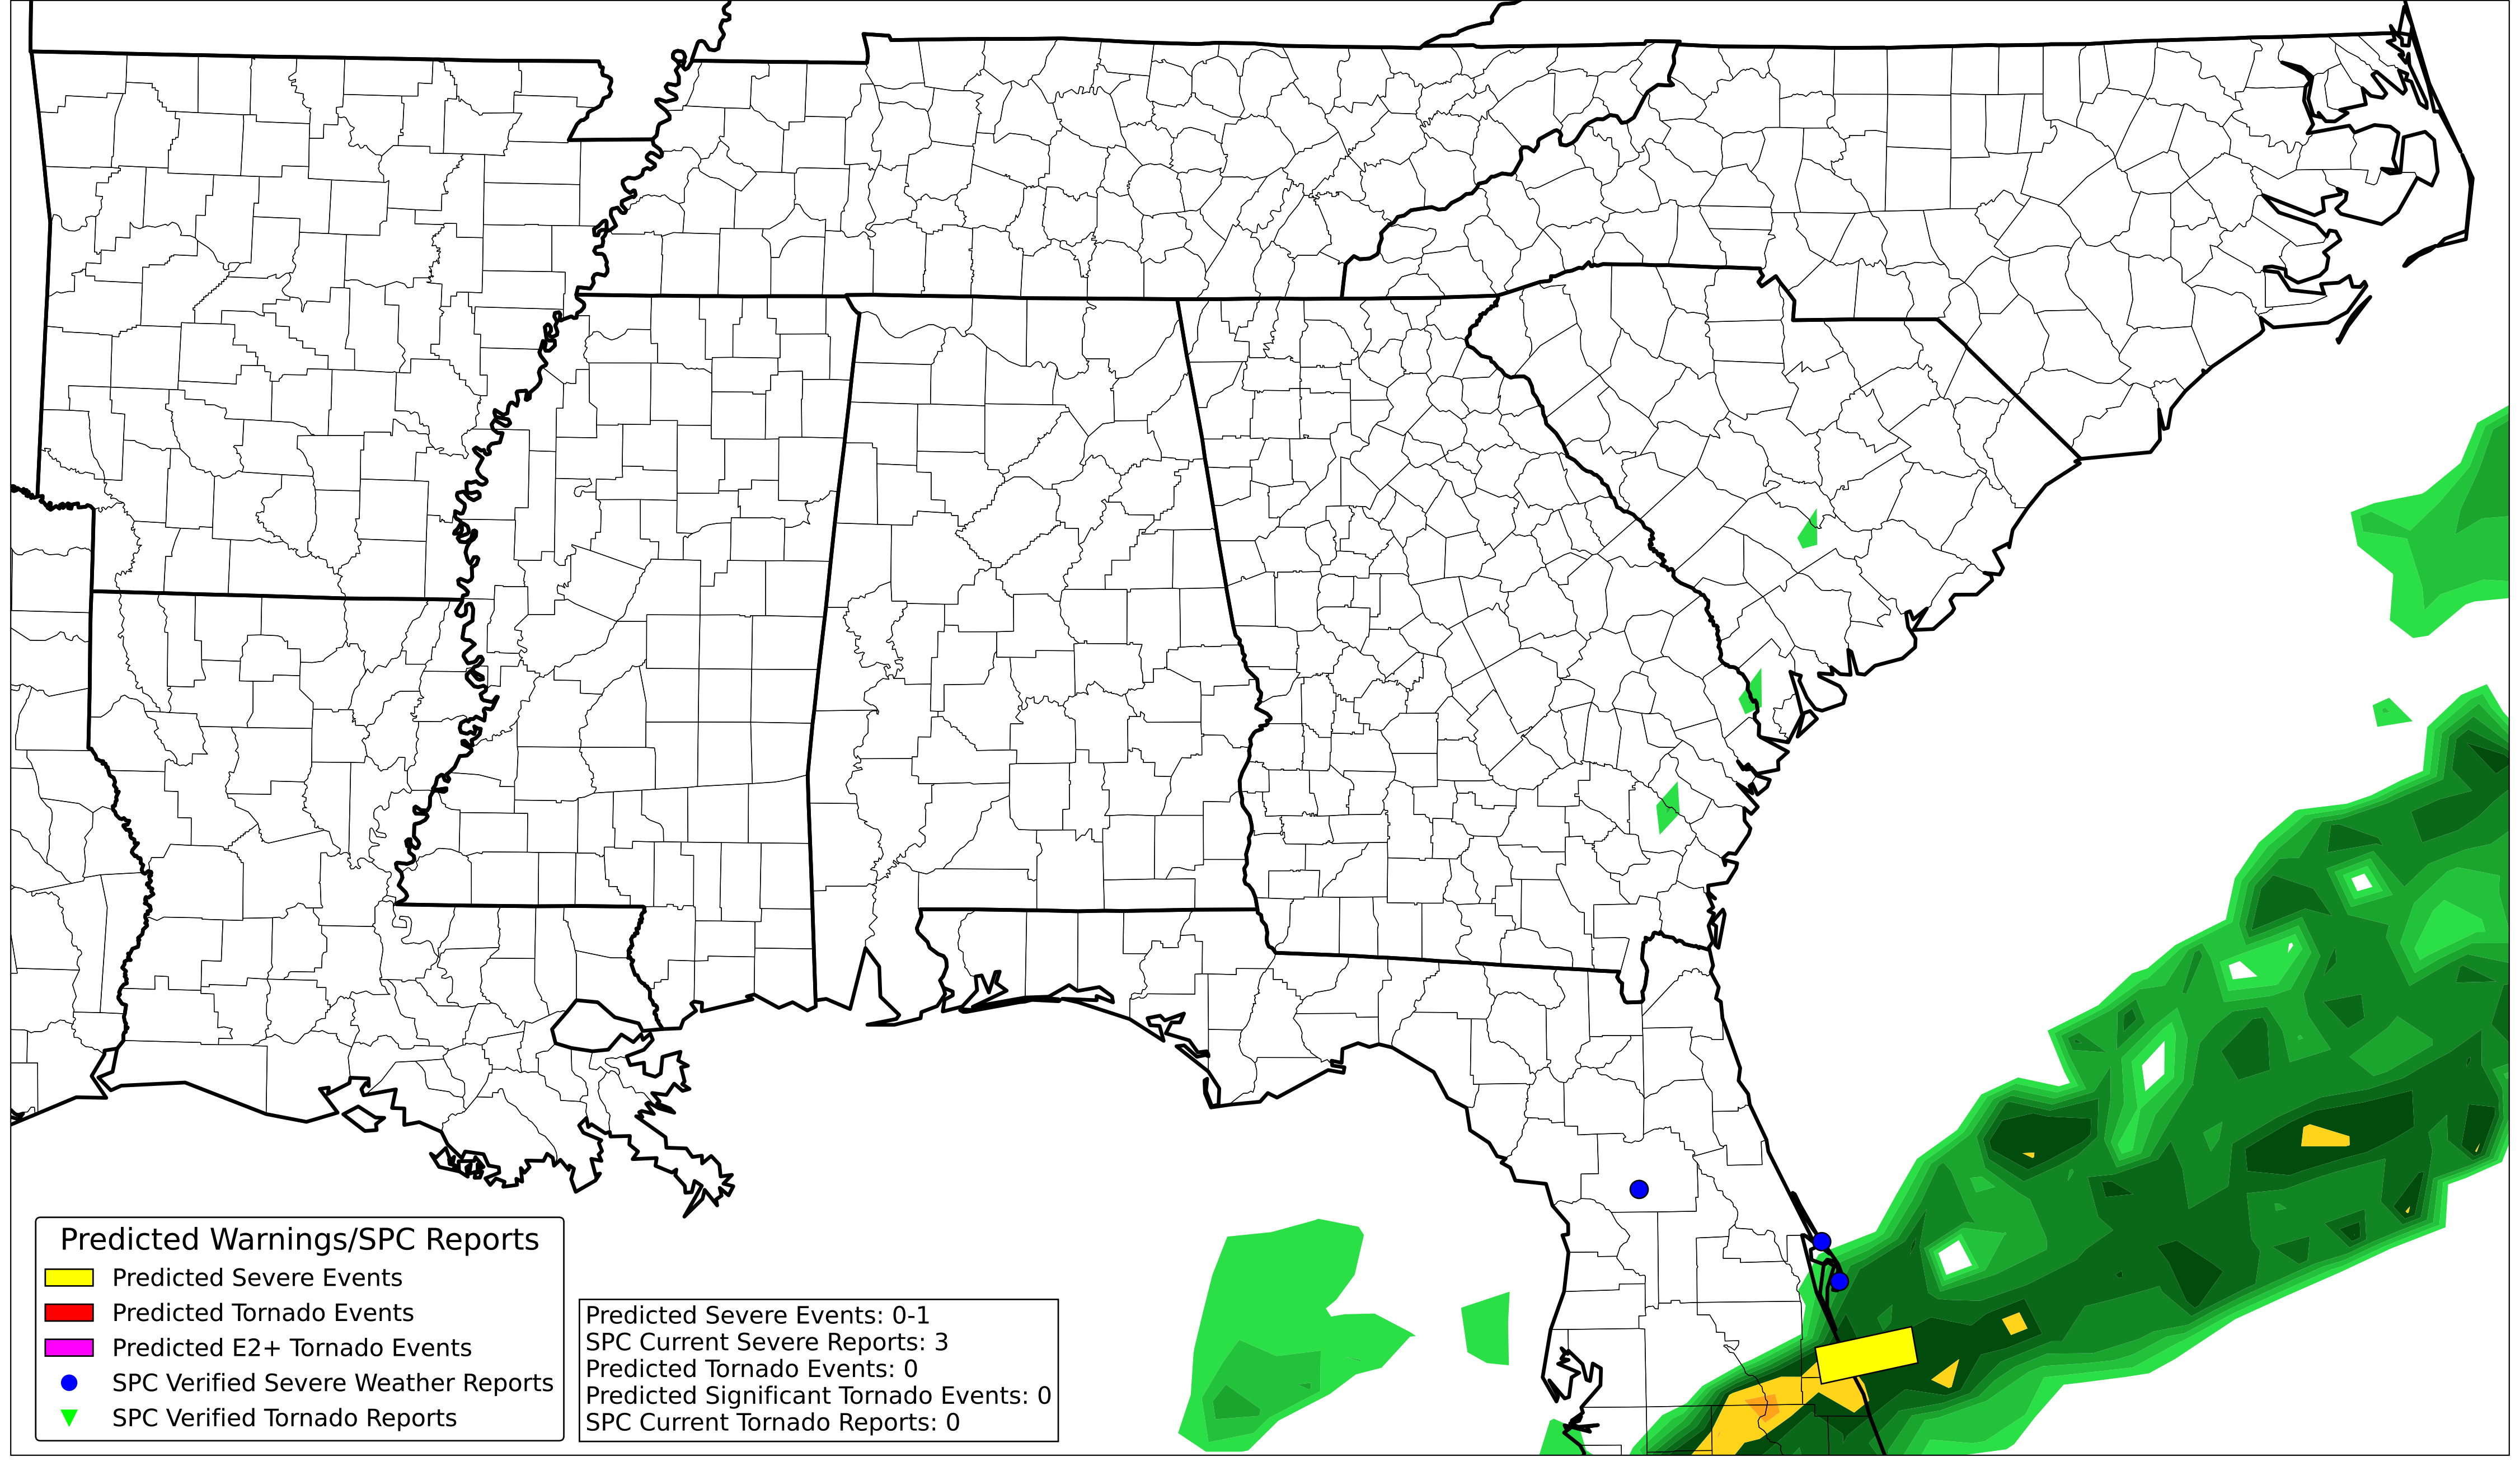 Predicted Warnings/SPC Reports
Predicted Severe Events
Predicted Tornado Events
Predicted E2+ Tornado Events
SPC Verified Severe Weather Reports
SPC Verified Tornado Reports
Predicted Severe Events: 0-1
SPC Current Severe Reports: 3
Predicted Tornado Events: 0
Predicted Significant Tornado Events: 0
SPC Current Tornado Reports: 0